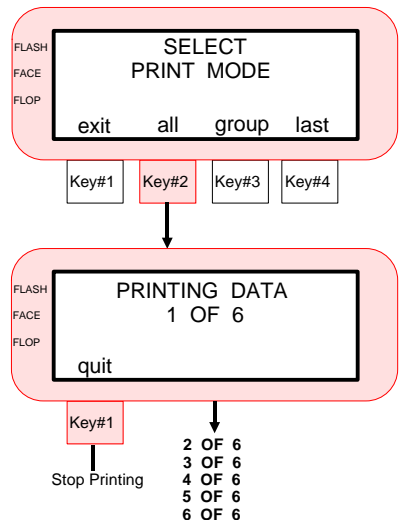 FLASH
FACE
FLOP
SELECT
PRINT MODE
exit all group last
Key#1 Key#2 Key#3 Key#4
FLASH
FACE
FLOP
PRINTING DATA
1 OF 6
quit
Key#1
Stop Printing
2 OF 6
3 OF 6
4 OF 6
5 OF 6
6 OF 6